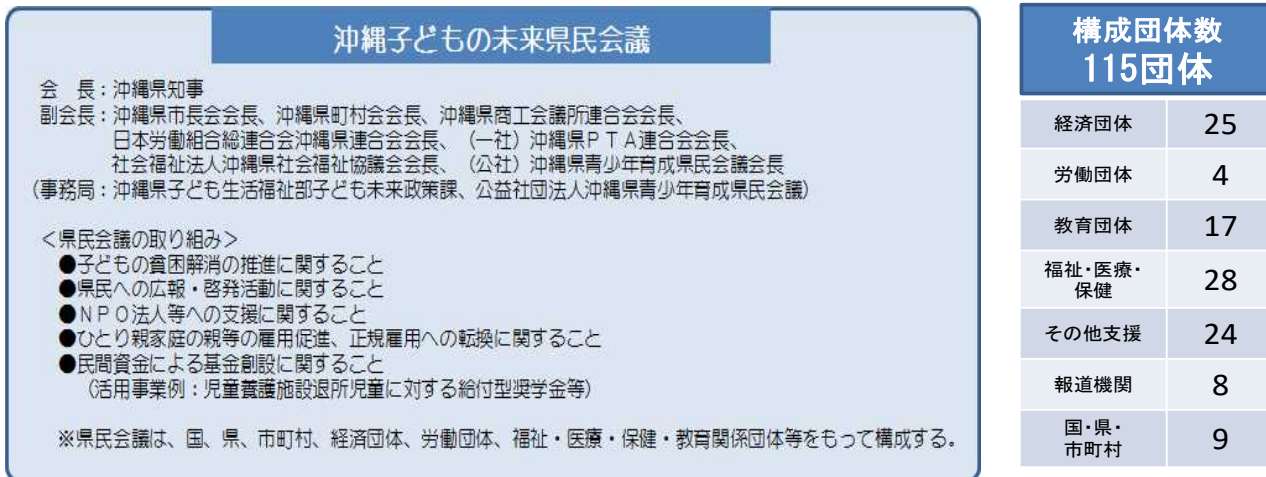 沖縄子どもの未来県民会議
会　長：沖縄県知事
副会長：沖縄県市長会会長、沖縄県町村会会長、沖縄県商工会議所連合会会長、
日本労働組合総連合会沖縄県連合会会長、（一社）沖縄県ＰＴＡ連合会会長、
社会福祉法人沖縄県社会福祉協議会会長、（公社）沖縄県青少年育成県民会議会長
（事務局：沖縄県子ども生活福祉部子ども未来政策課、公益社団法人沖縄県青少年育成県民会議）
＜県民会議の取り組み＞
●子どもの貧困解消の推進に関すること
●県民への広報・啓発活動に関すること
●ＮＰＯ法人等への支援に関すること
●ひとり親家庭の親等の雇用促進、正規雇用への転換に関すること
●民間資金による基金創設に関すること
（活用事業例：児童養護施設退所児童に対する給付型奨学金等）
※県民会議は、国、県、市町村、経済団体、労働団体、福祉・医療・保健・教育関係団体等をもって構成する。
構成団体数
115団体
経済団体 25
労働団体 4
教育団体 17
福祉・医療・
保健 28
その他支援 24
報道機関 8
国・県・
市町村 9